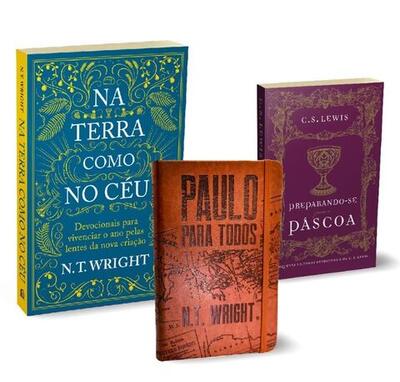 N.T. WRIGHT
NA TERRA COMO NO CÉU
NA
TERRA
COMO
NO CÉU
Devocionais para
vivenciar o ano pelas
lentes da nova criação
N.T. WRIGHT
PAULO
PARA TODOS
N.T. WRIGHT
C.S. LEWIS
PREPARANDO-SE
PÁSCOA